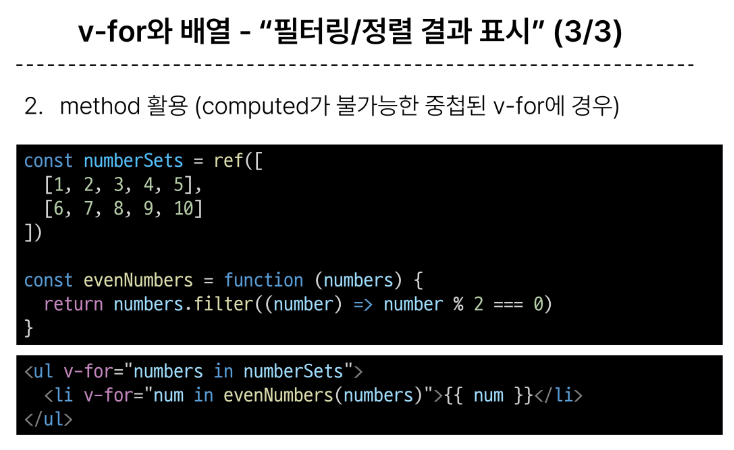 v-for와 배열 - “필터링/정렬 결과 표시” (3/3)
2. method 활용 (computed가 불가능한 중첩된 v-for에 경우)
const numberSets = ref([
  [1, 2, 3, 4, 5],
  [6, 7, 8, 9, 10]
])
const evenNumbers = function (numbers) {
  return numbers.filter((number) => number % 2 === 0)
}
<ul v-for="numbers in numberSets">
  <li v-for="num in evenNumbers(numbers)">{{ num }}</li>
</ul>